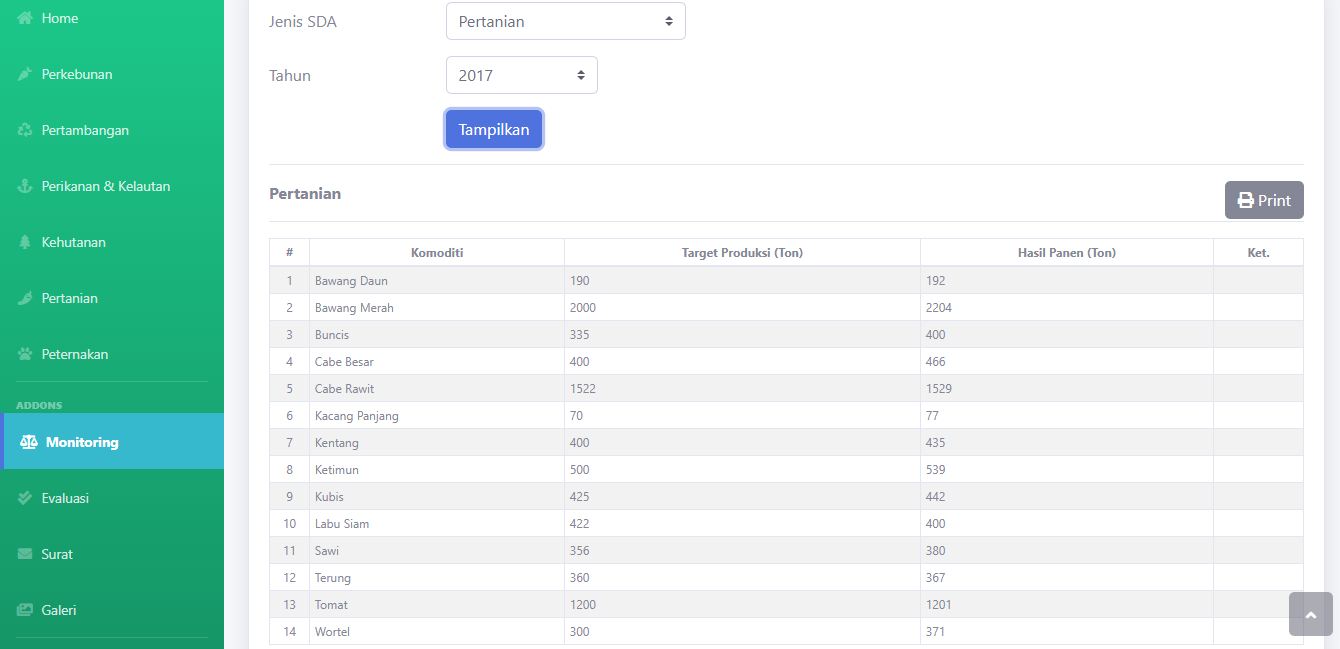 Home
Perkebunan
Pertambangan
Perikanan & Kelautan
Kehutanan
Pertanian
Peternakan
ADDONS
Monitoring
Evaluasi
Surat
Galeri
Jenis SDA Pertanian
Tahun 2017
Tampilkan
Pertanian Print
# Komoditi Target Produksi (Ton) Hasil Panen (Ton) Ket.
1 Bawang Daun 190 192
2 Bawang Merah 2000 2204
3 Buncis 335 400
4 Cabe Besar 400 466
5 Cabe Rawit 1522 1529
6 Kacang Panjang 70 77
7 Kentang 400 435
8 Ketimun 500 539
9 Kubis 425 442
10 Labu Siam 422 400
11 Sawi 356 380
12 Terung 360 367
13 Tomat 1200 1201
14 Wortel 300 371